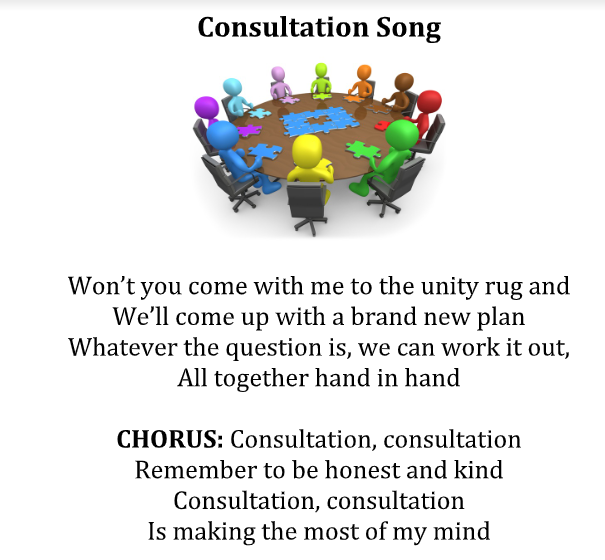 Consultation Song
Won’t you come with me to the unity rug and
We’ll come up with a brand new plan
Whatever the question is, we can work it out,
All together hand in hand
CHORUS: Consultation, consultation
Remember to be honest and kind
Consultation, consultation
Is making the most of my mind